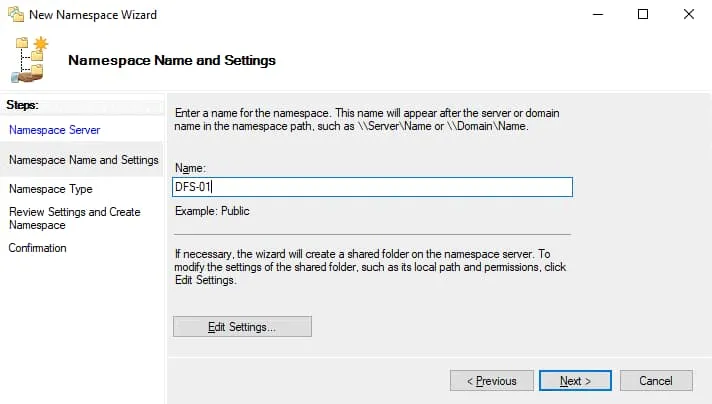 New Namespace Wizard
Namespace Name and Settings
Steps:
Namespace Server
Namespace Name and Settings
Namespace Type
Review Settings and Create
Namespace
Confirmation
Enter a name for the namespace. This name will appear after the server or domain
name in the namespace path, such as \\Server\Name or \\Domain\Name.
Name:
DFS-01
Example: Public
If necessary, the wizard will create a shared folder on the namespace server. To
modify the settings of the shared folder, such as its local path and permissions, click
Edit Settings.
Edit Settings...
< Previous
Next >
Cancel